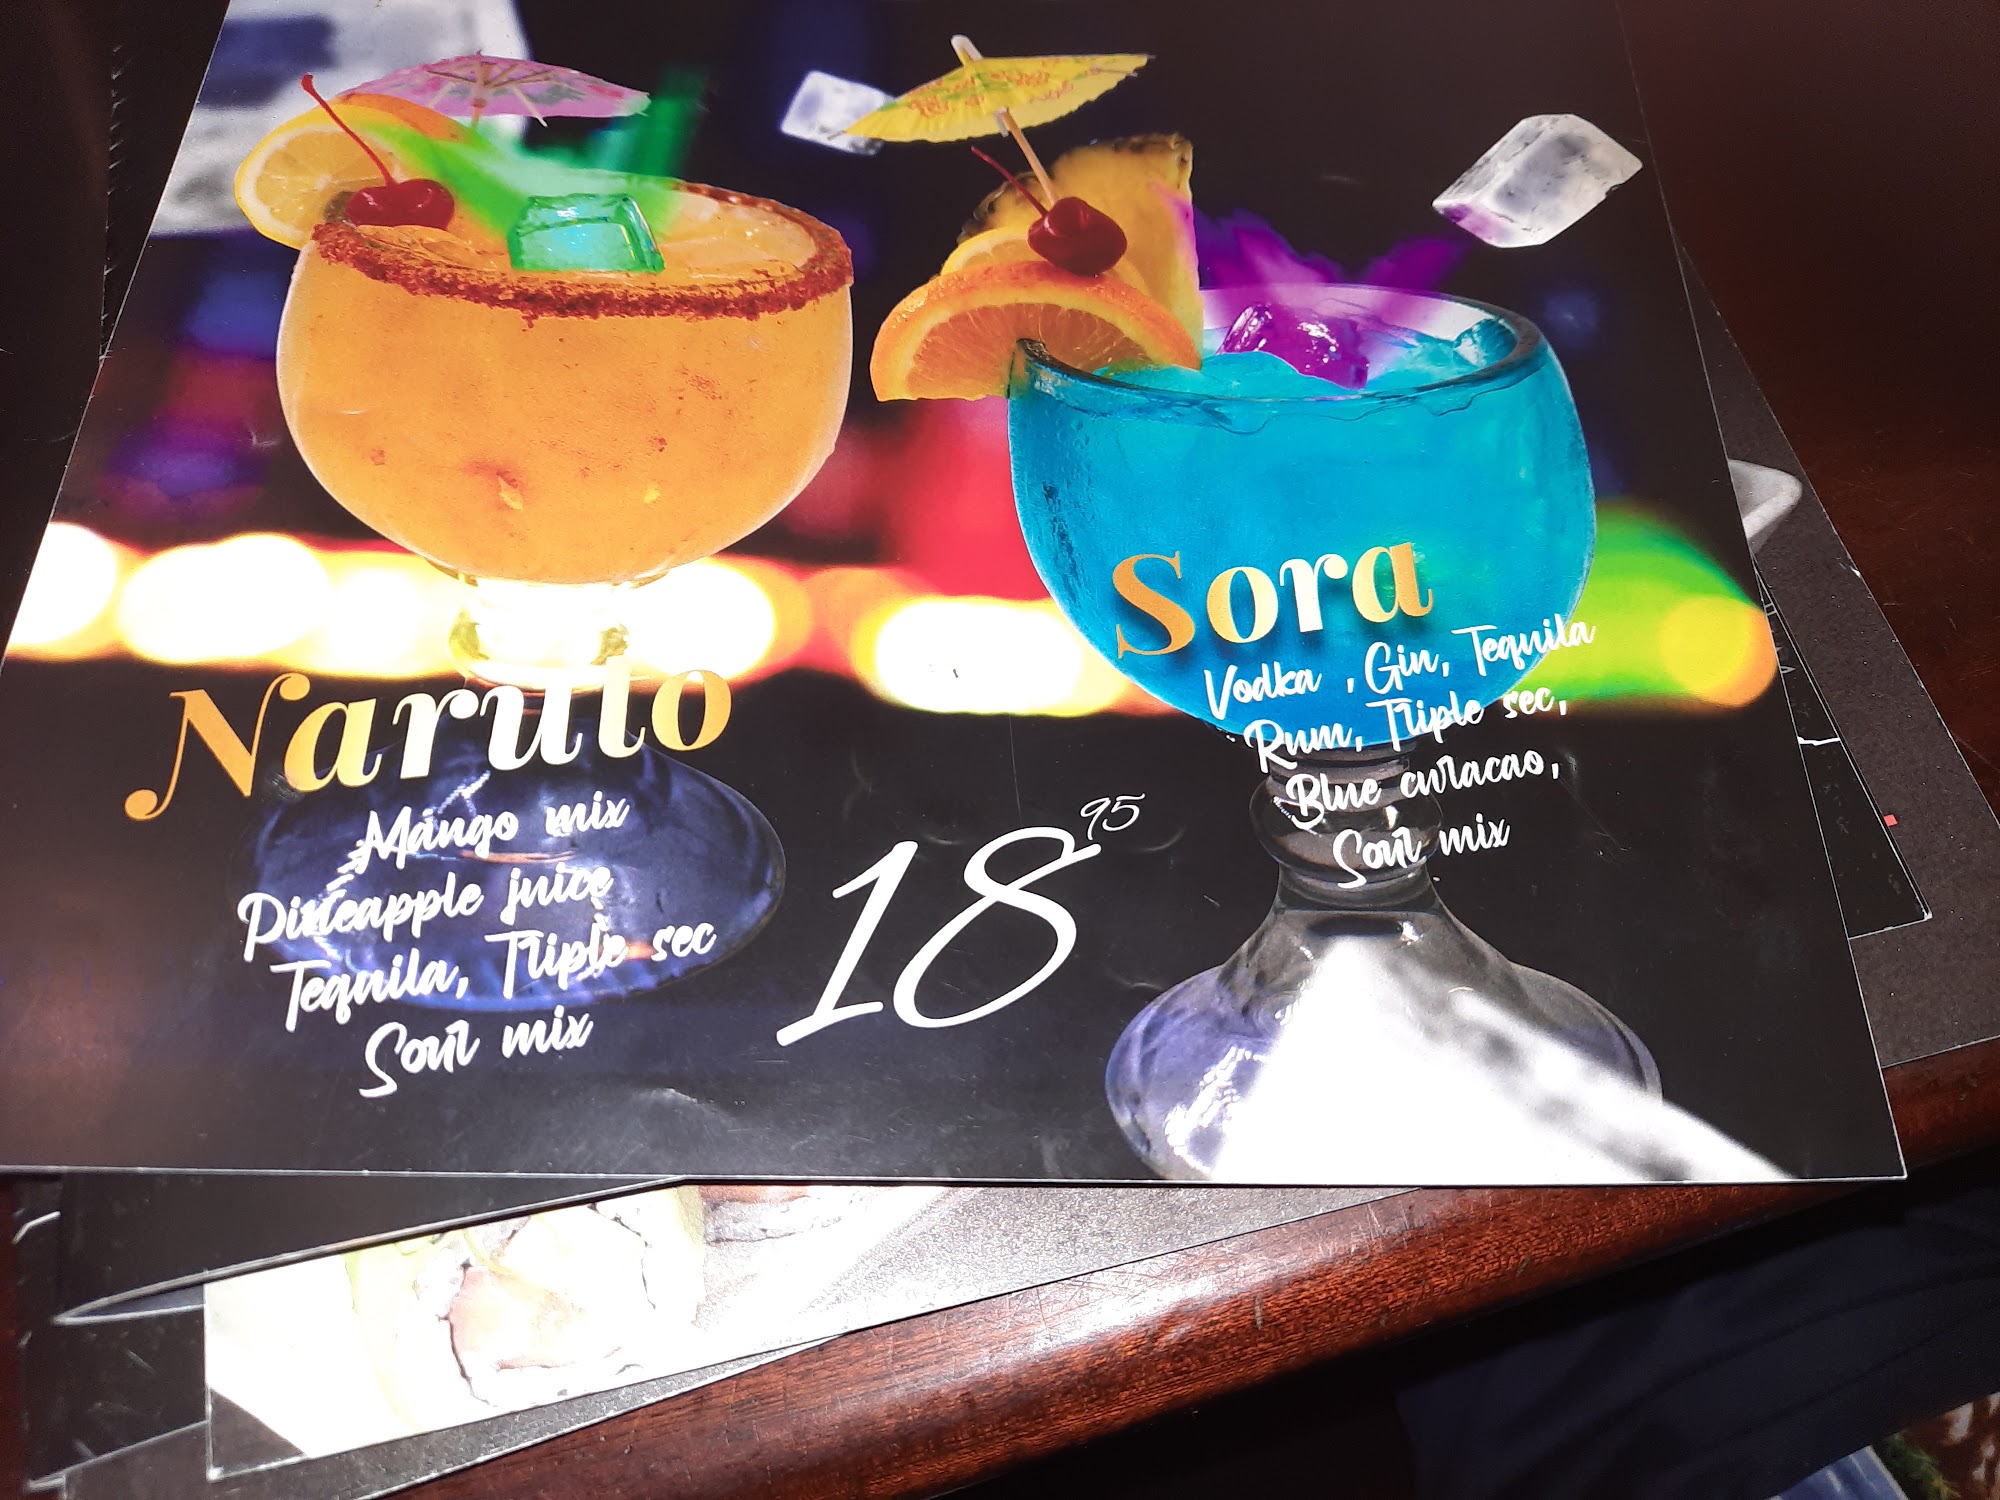 Naruto
Mango mix
Pineapple juice
Tequila, Triple sec
Sour mix
18 95
Sora
Vodka , Gin, Tequila
Rum, Triple sec,
Blue curacao,
Sour mix